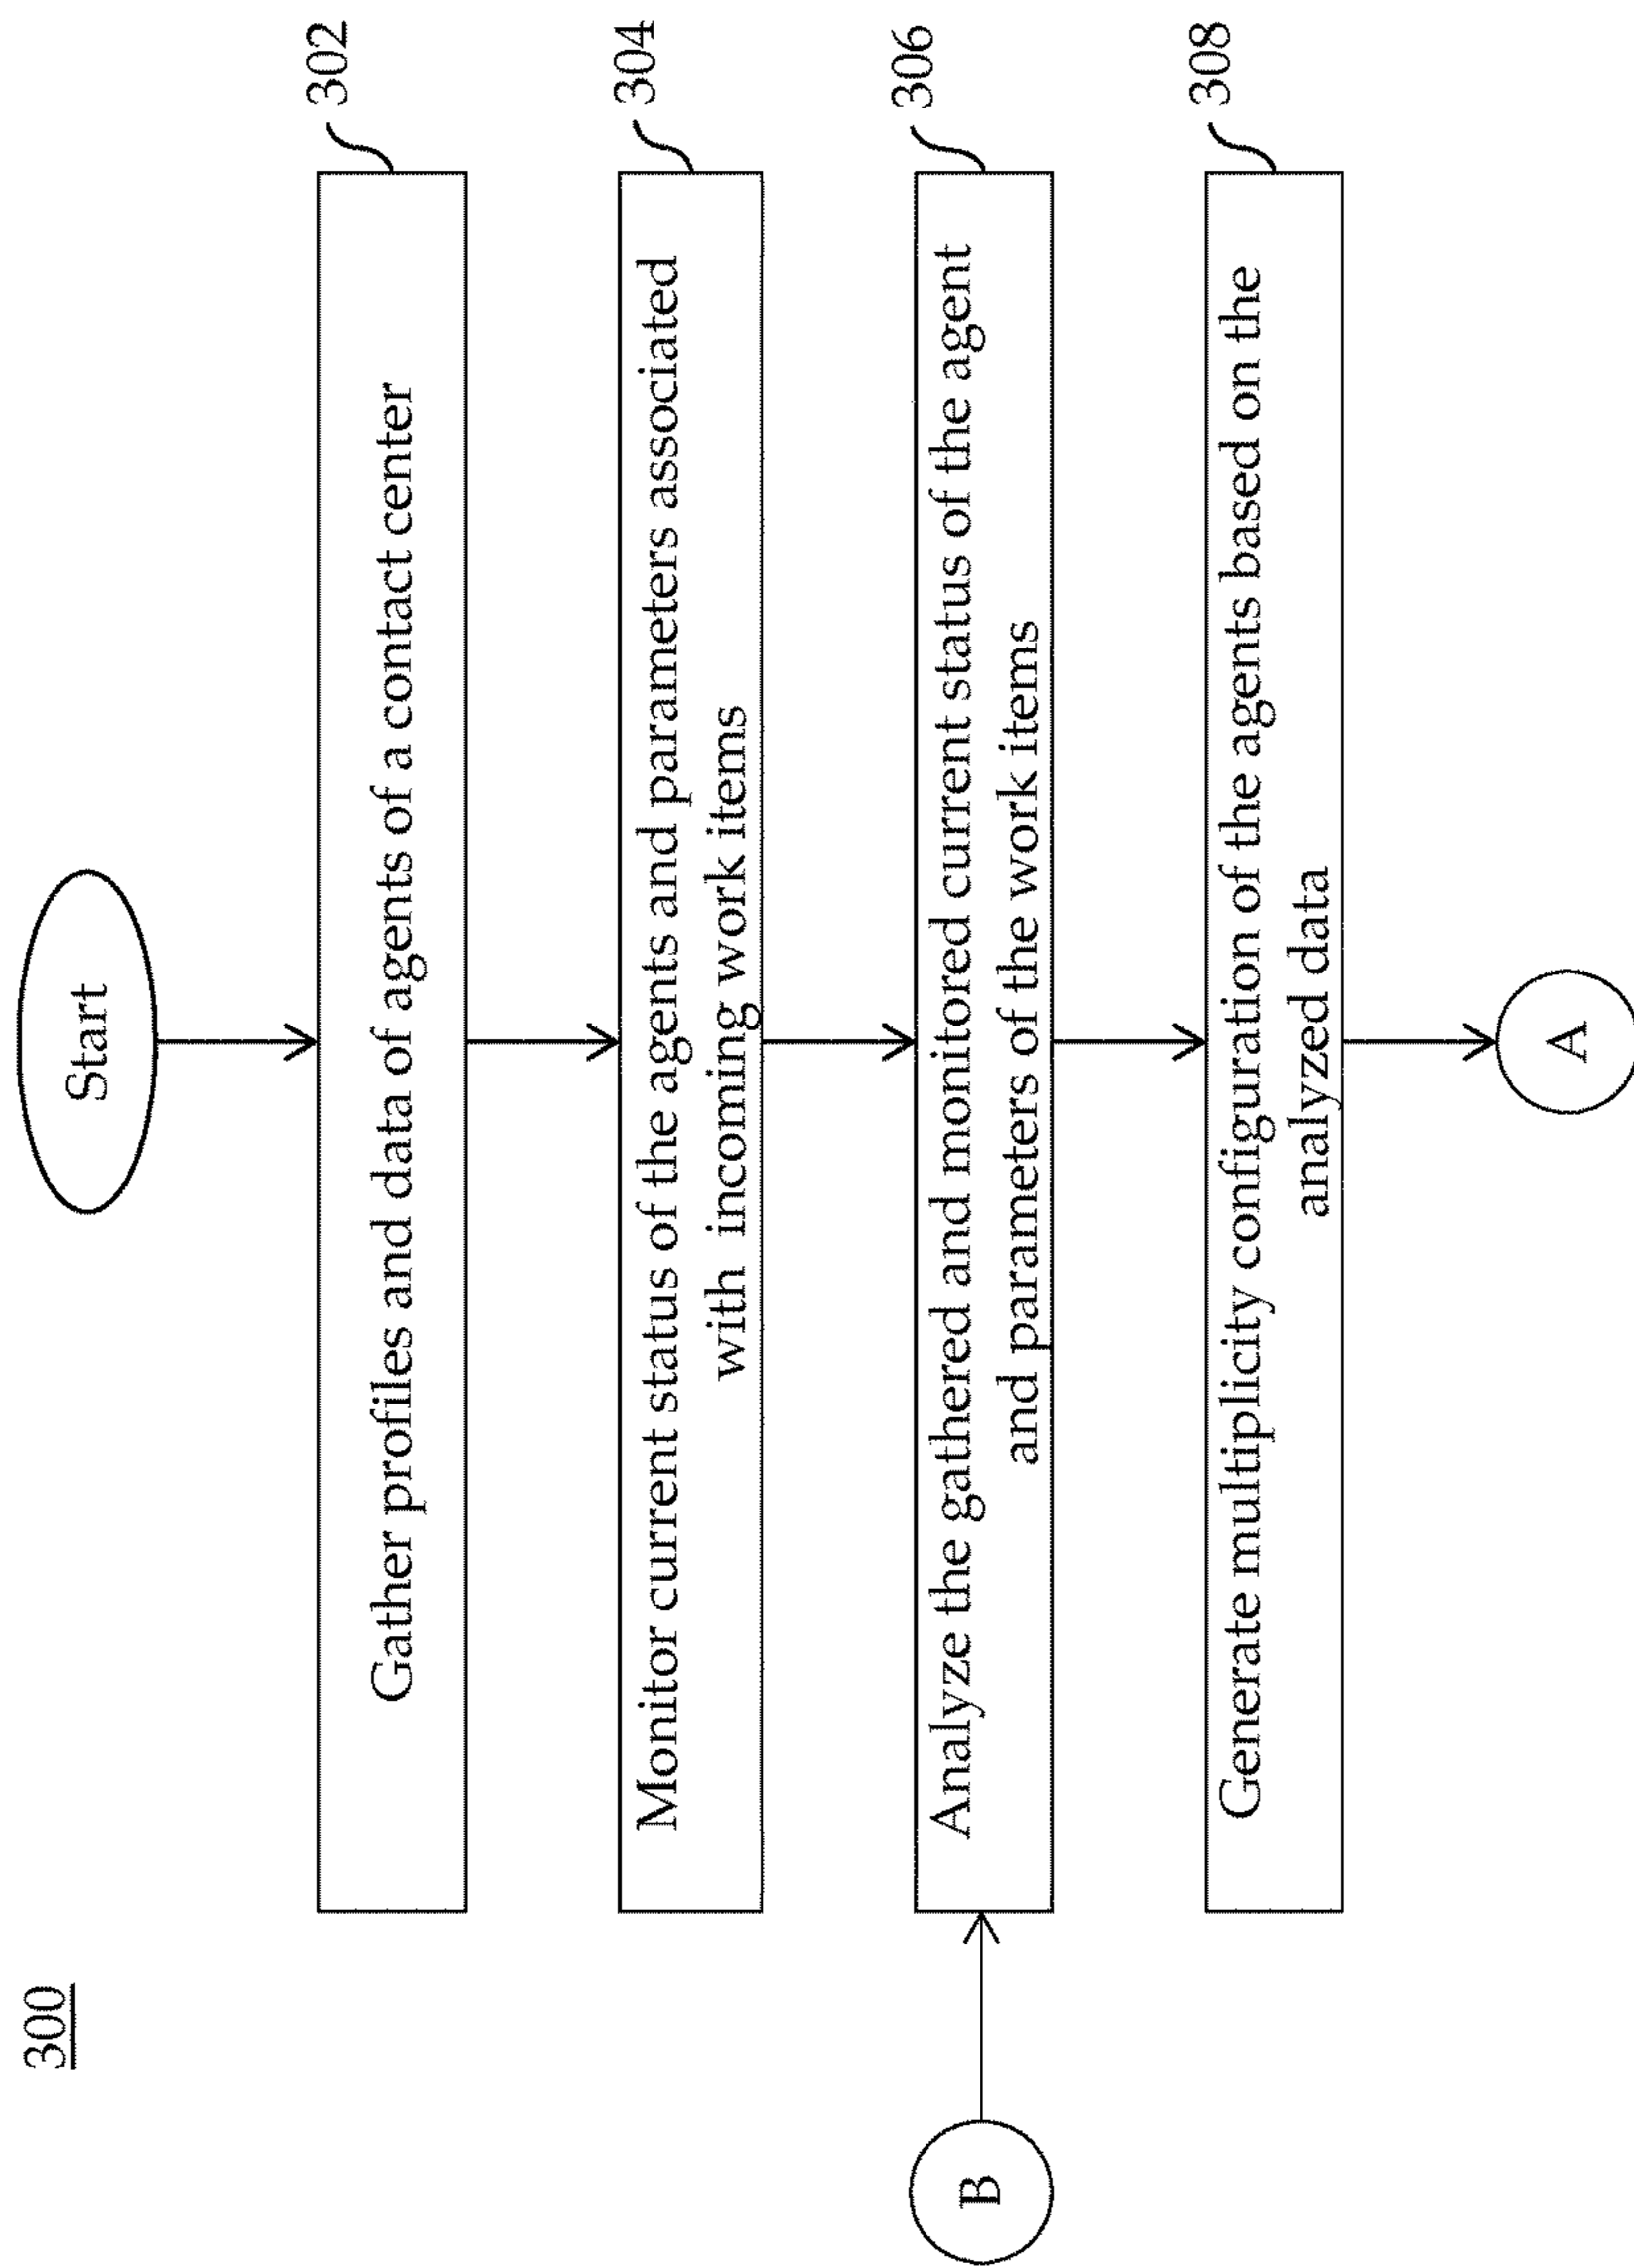 300
Start
302
Gather profiles and data of agents of a contact center
304
Monitor current status of the agents and parameters associated
with incoming work items
306
Analyze the gathered and monitored current status of the agent
and parameters of the work items
B
308
Generate multiplicity configuration of the agents based on the
analyzed data
A